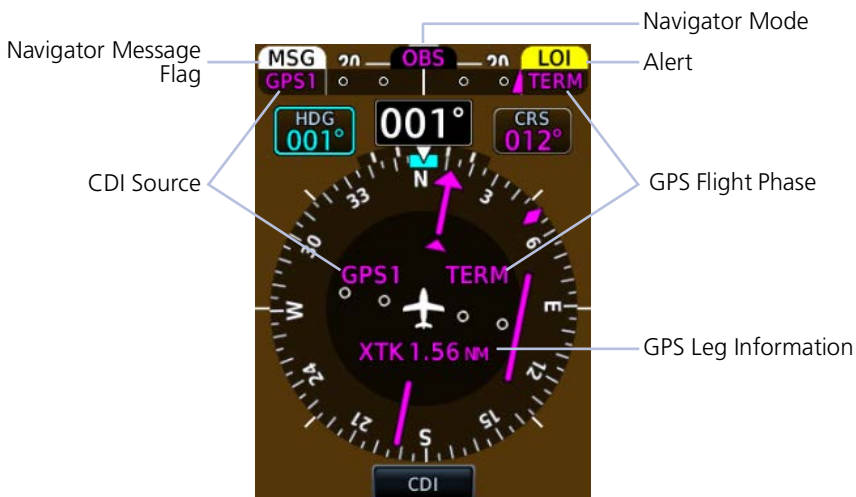 Navigator Mode
Navigator Message
Flag
Alert
MSG 20 OBS 20 LOI
GPS1 TERM
HDG
001°
001°
CRS
012°
CDI Source
GPS Flight Phase
N
33
3
30
6
GPS1 TERM
W
E
XTK 1.56 NM
GPS Leg Information
24
12
21
15
S
CDI